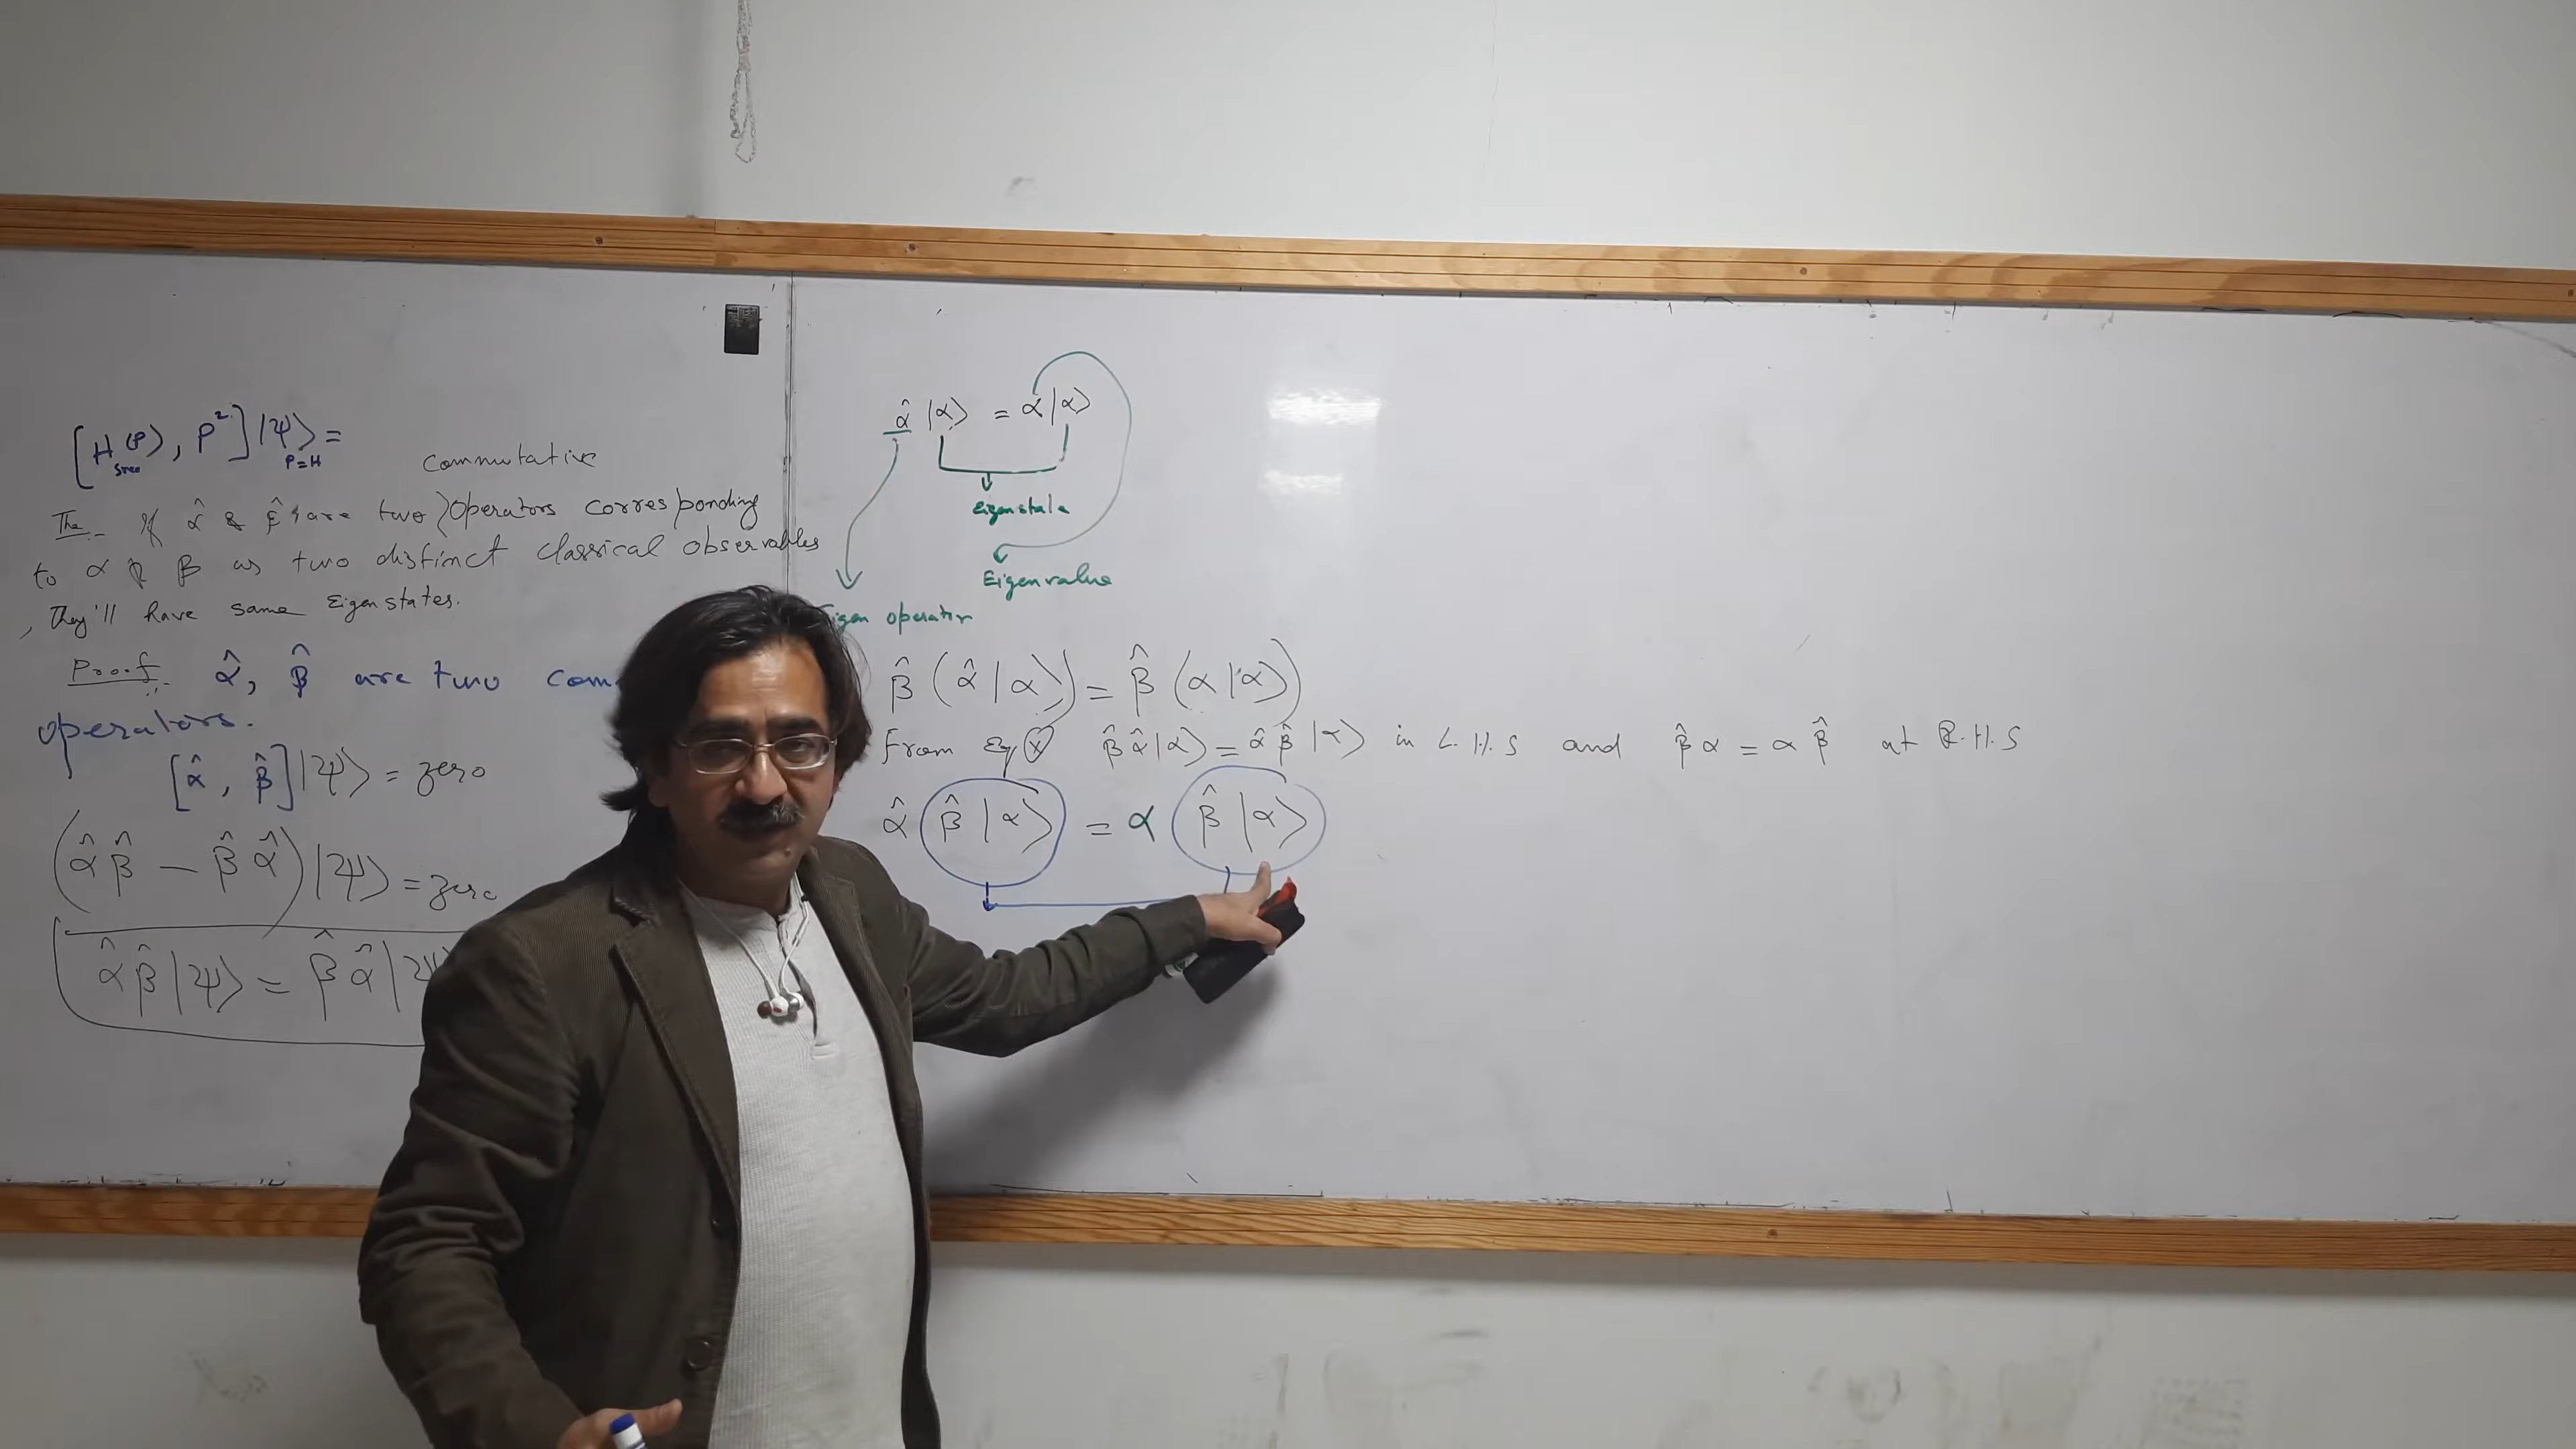 [H(P), P²]|ψ⟩ =
P=H
Commutative
The. If α̂ & β̂ are two Operators corresponding
to α & β as two distinct classical observables
, They'll have same Eigenstates.
Proof:- α̂, β̂ are two com
operators.
[α̂, β̂]|ψ⟩ = zero
(α̂β̂ - β̂α̂)|ψ⟩ = zero
α̂β̂|ψ⟩ = β̂α̂|ψ
α̂|α⟩ = α|α⟩
Eigenstate
Eigenvalue
Eigen operator
β̂(α̂|α⟩) = β̂(α|α⟩)
From Eq (x) β̂α̂|α⟩ = α̂β̂|α⟩ in L.H.S and β̂α = αβ̂ at R.H.S
α̂ β̂|α⟩ = α β̂|α⟩